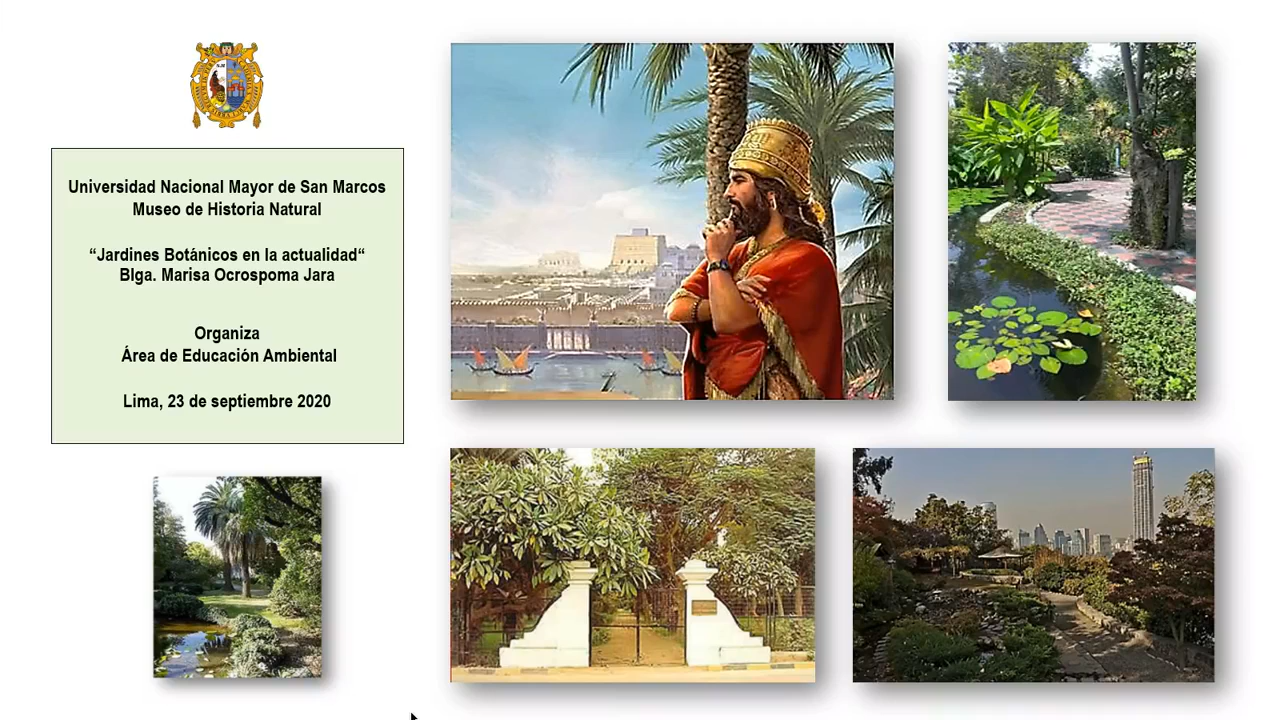 Universidad Nacional Mayor de San Marcos
Museo de Historia Natural
“Jardines Botánicos en la actualidad“
Blga. Marisa Ocrospoma Jara
Organiza
Área de Educación Ambiental
Lima, 23 de septiembre 2020